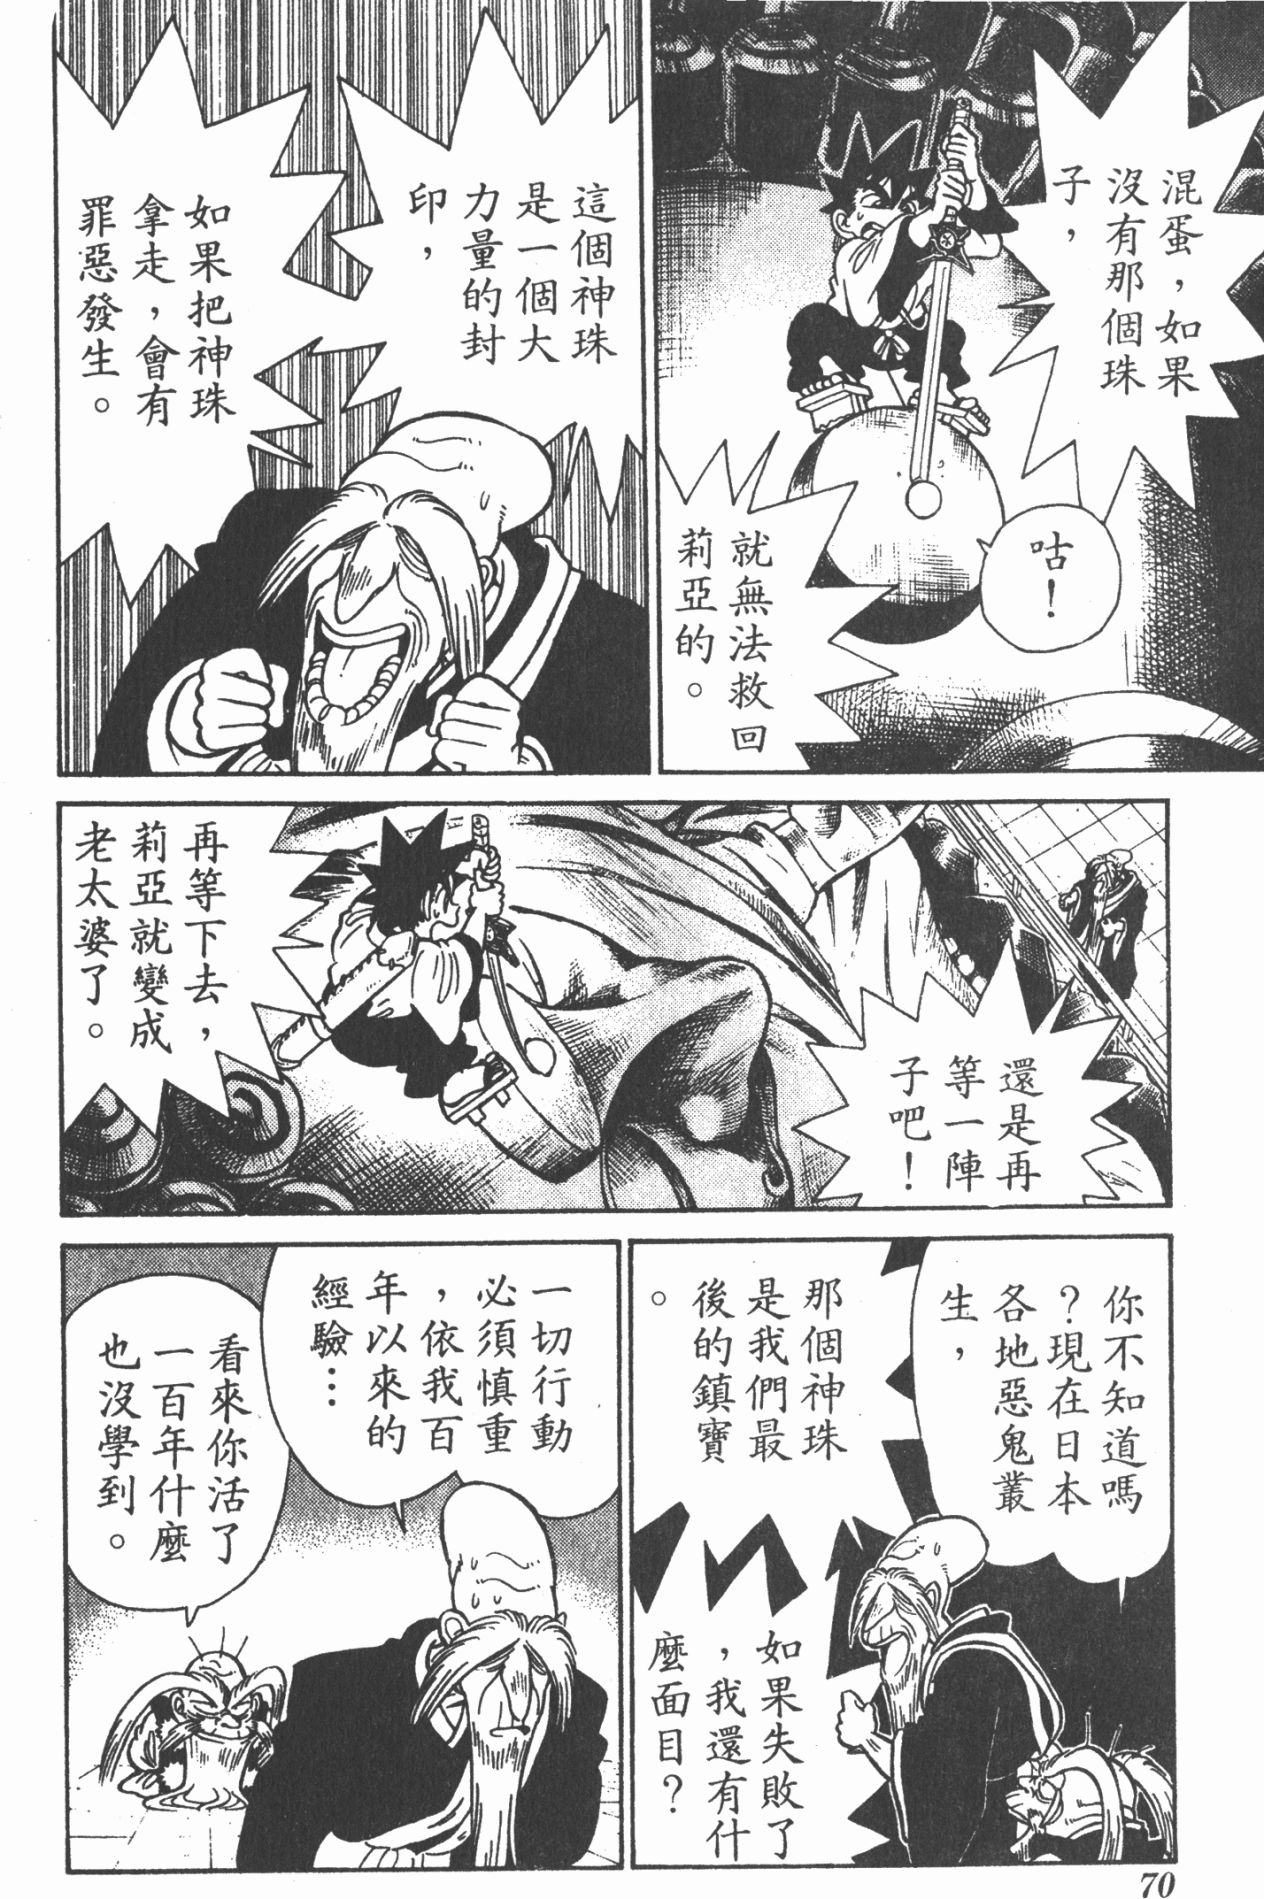 混蛋，如果
沒有那個珠
子，
咕！
就無法救回
莉亞的。
這個神珠
是一個大
力量的封
印，
如果把神珠
拿走，會有
罪惡發生。
還是再
等一陣
子吧！
再等下去，
莉亞就變成
老太婆了。
你不知道嗎
？現在日本
各地惡鬼叢
生，
那個神珠
是我們最
後的鎮寶
。
如果失敗了
，我還有什
麼面目？
一切行動
必須慎重
，依我百
年以來的
經驗…
看來你活了
一百年什麼
也沒學到。
70